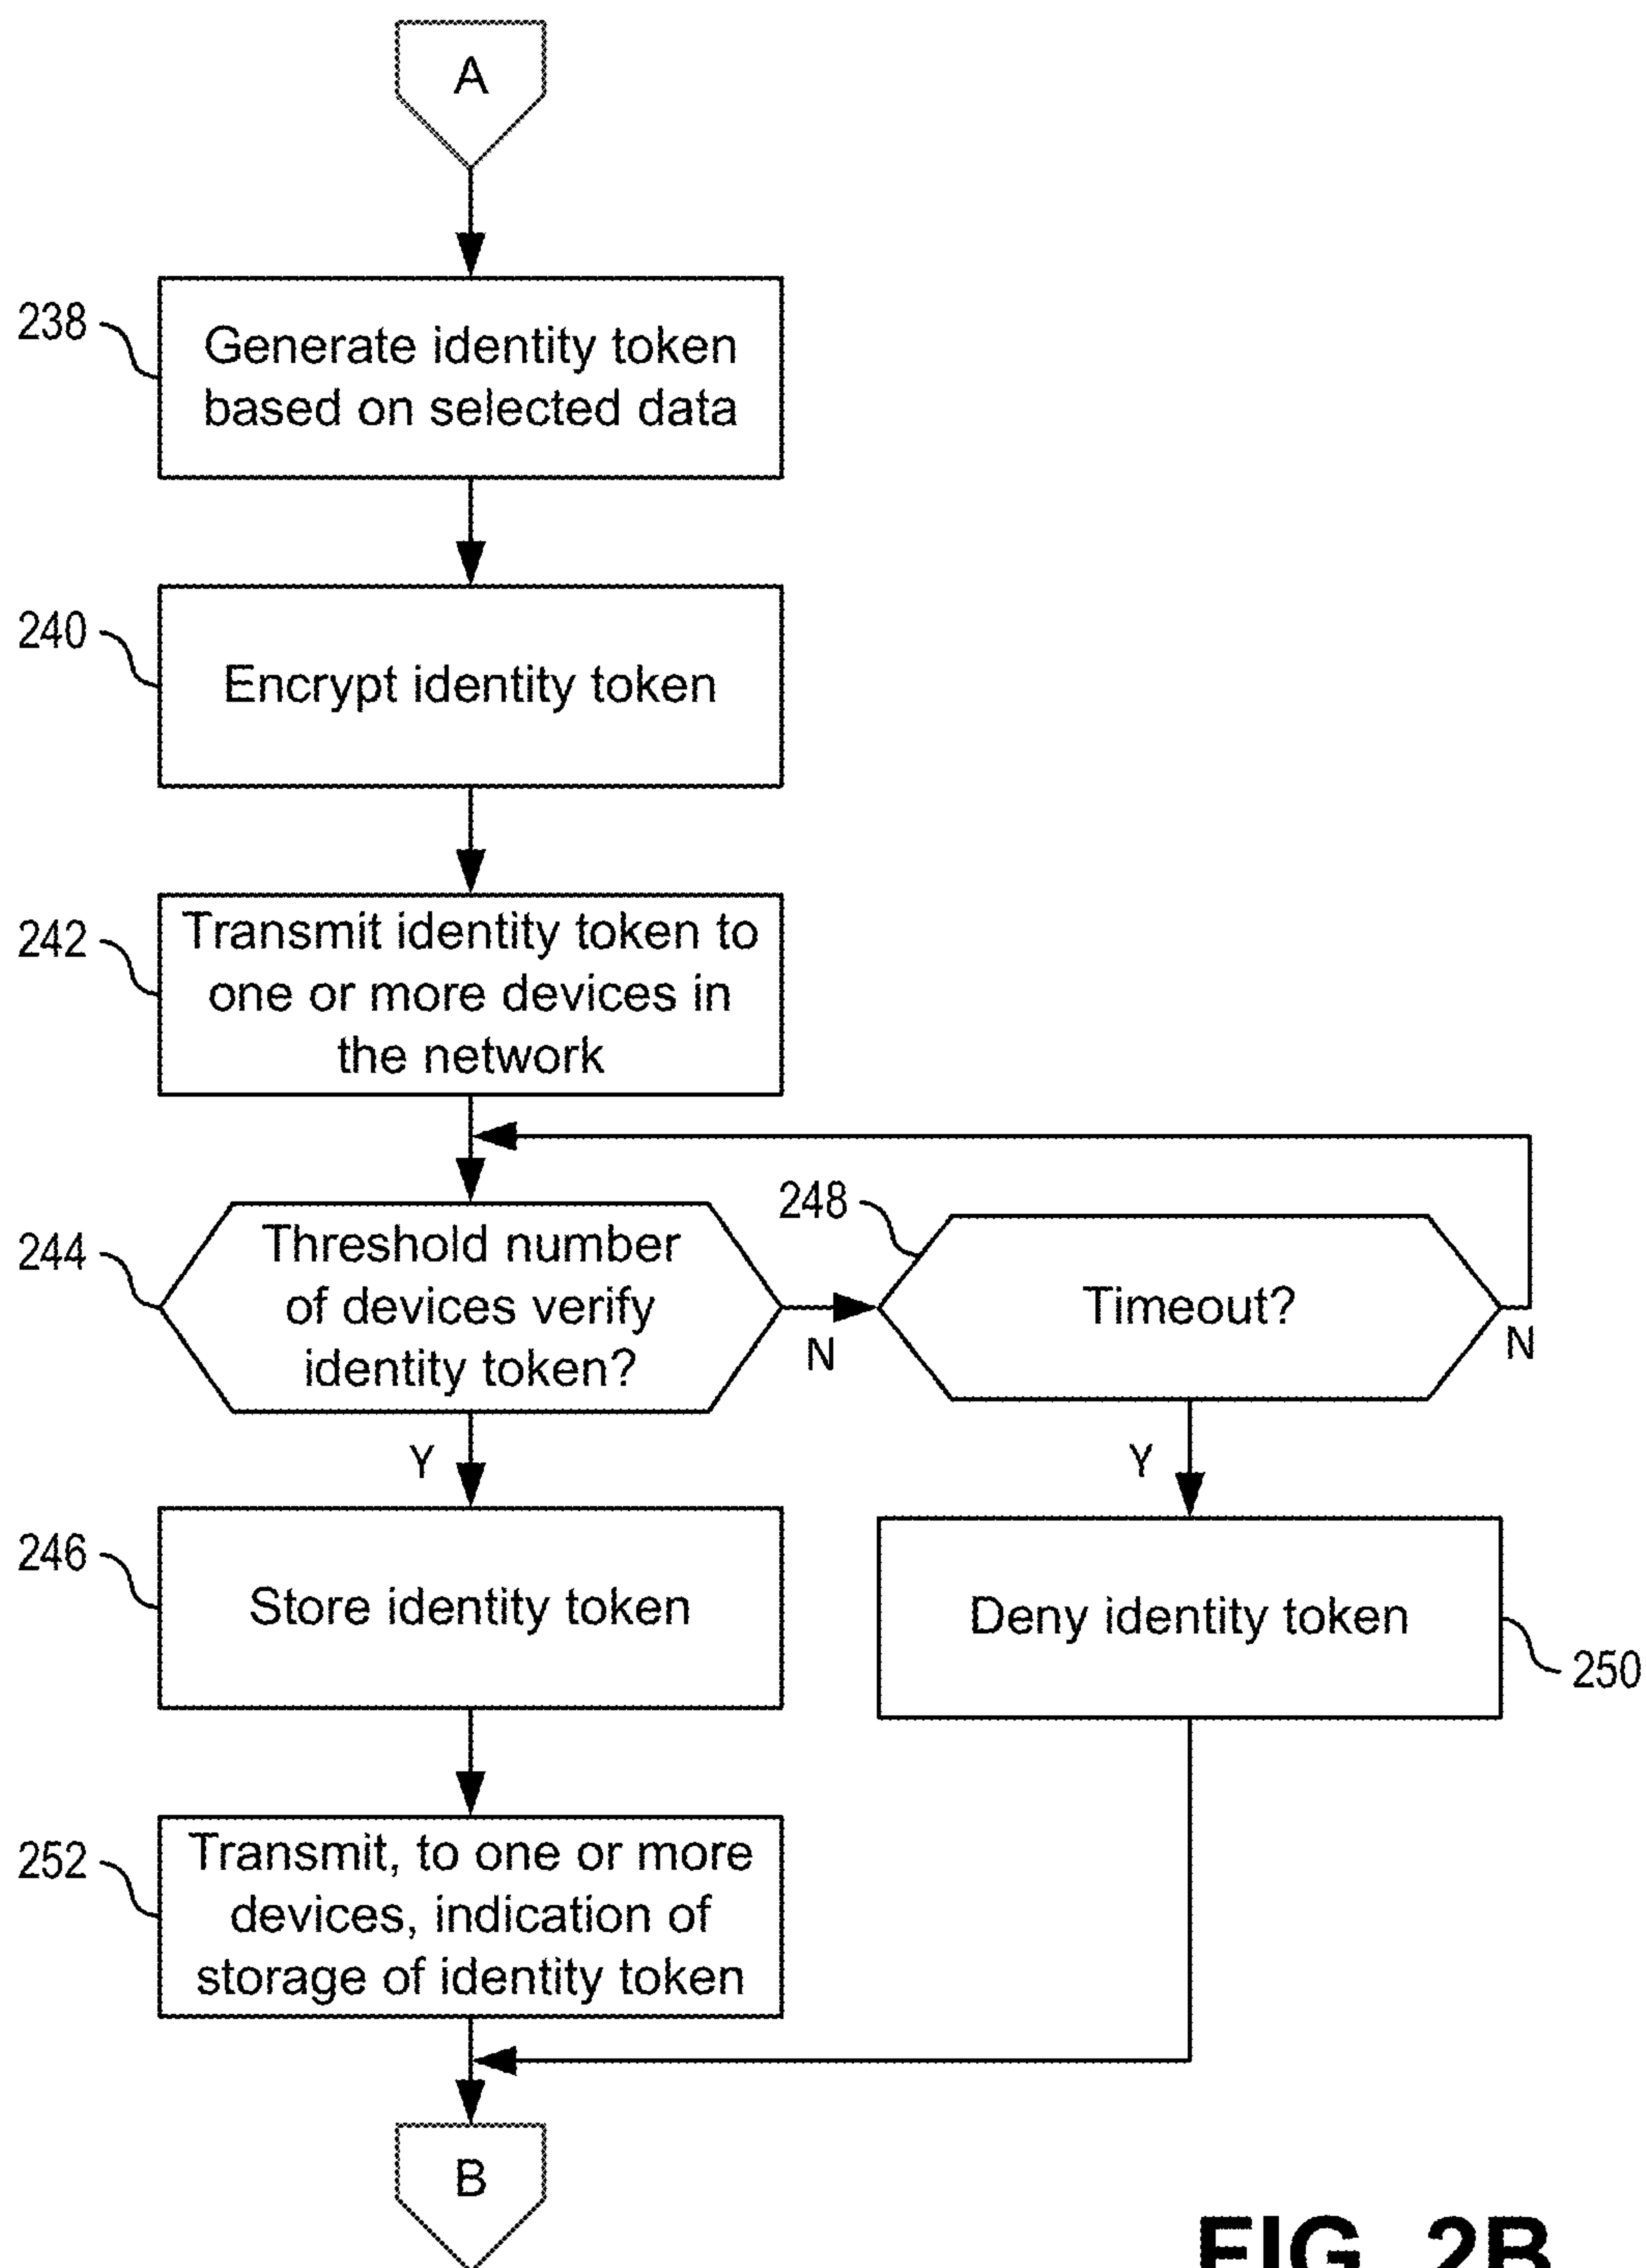 A
238
Generate identity token
based on selected data
240
Encrypt identity token
242
Transmit identity token to
one or more devices in
the network
244
Threshold number
of devices verify
identity token?
N
248
Timeout?
N
Y
Y
246
Store identity token
Deny identity token
250
252
Transmit, to one or more
devices, indication of
storage of identity token
B
FIG. 2B